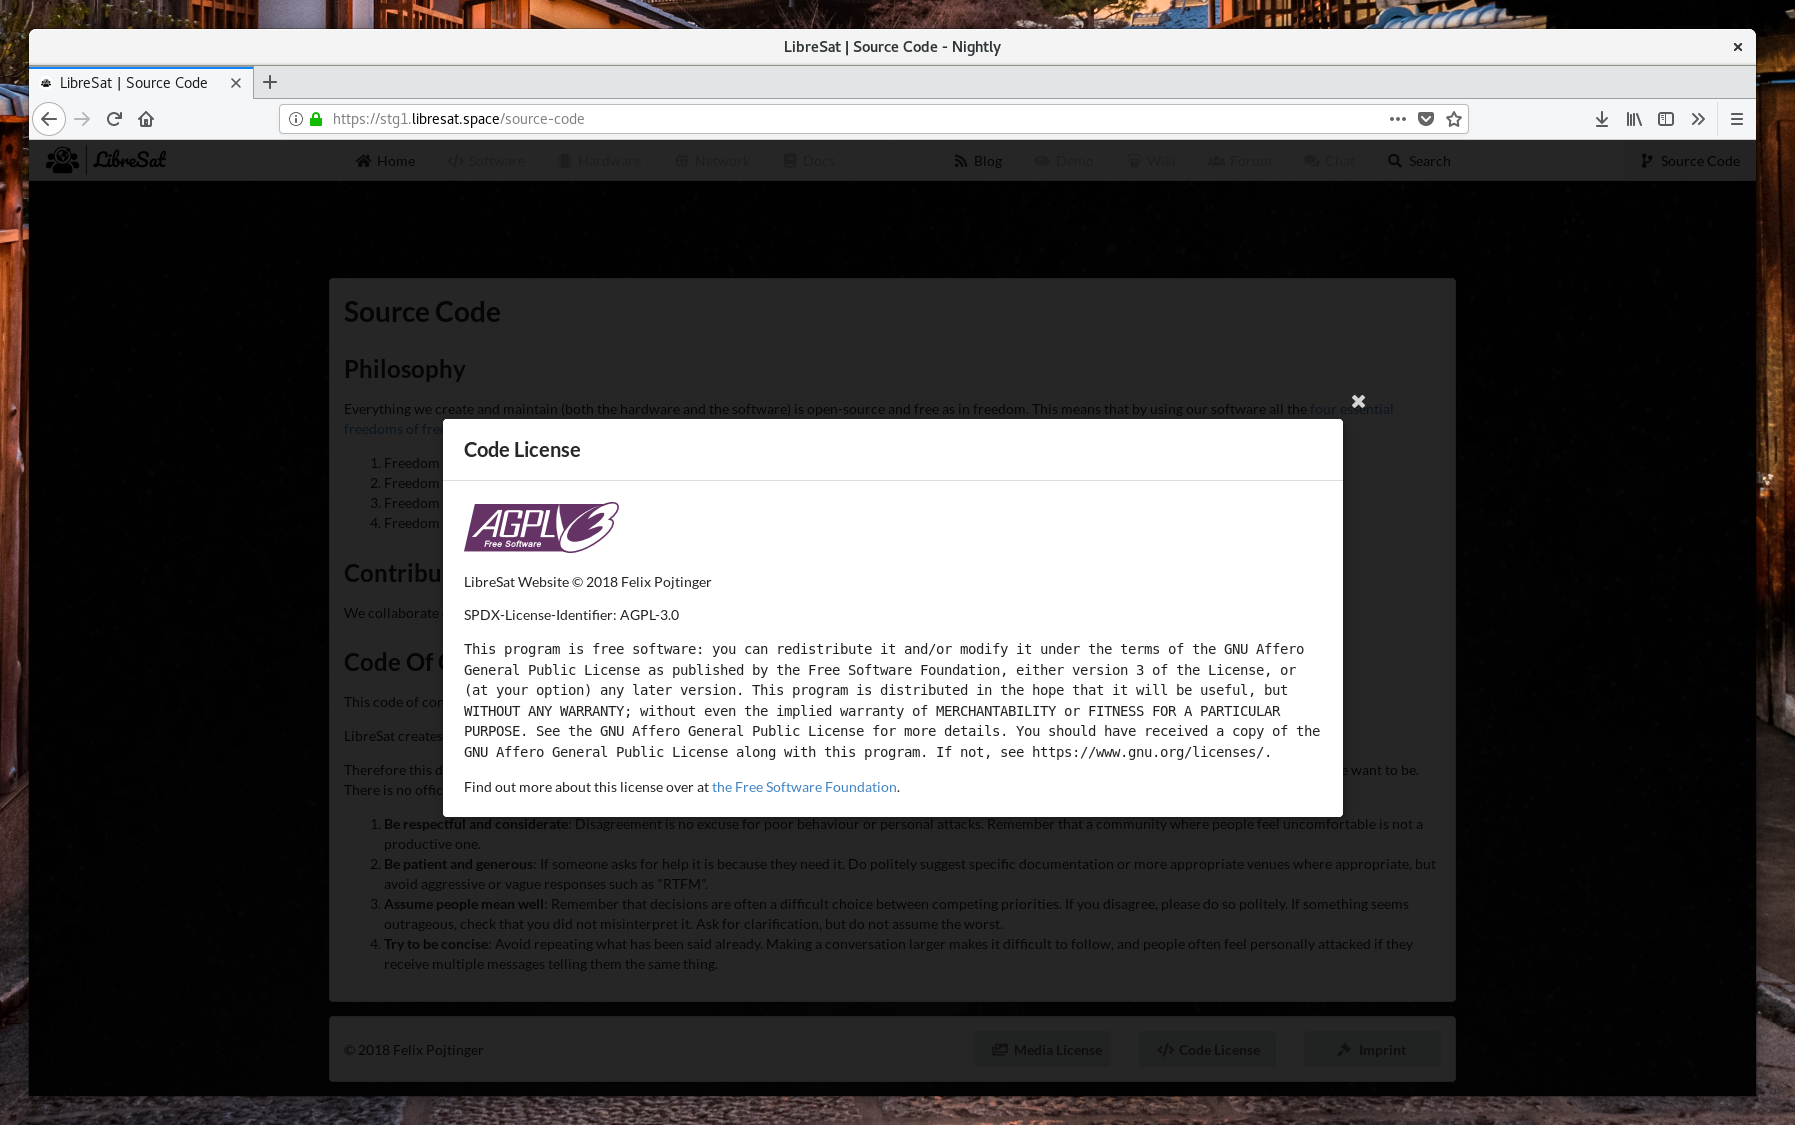 LibreSat | Source Code - Nightly
LibreSat | Source Code
https://stg1.libresat.space/source-code
LibreSat Home Software Hardware Network Docs Blog Demo Wiki Forum Chat Search Source Code
Source Code
Philosophy
Everything we create and maintain (both the hardware and the software) is open-source and free as in freedom. This means that by using our software all the four essential
freedoms of fre
1. Freedom
2. Freedom
3. Freedom
4. Freedom
Contribu
We collaborate
Code Of C
This code of con
LibreSat creates
Therefore this d
e want to be.
There is no offic
Code License
AGPL 3
Free Software
LibreSat Website © 2018 Felix Pojtinger
SPDX-License-Identifier: AGPL-3.0
This program is free software: you can redistribute it and/or modify it under the terms of the GNU Affero
General Public License as published by the Free Software Foundation, either version 3 of the License, or
(at your option) any later version. This program is distributed in the hope that it will be useful, but
WITHOUT ANY WARRANTY; without even the implied warranty of MERCHANTABILITY or FITNESS FOR A PARTICULAR
PURPOSE. See the GNU Affero General Public License for more details. You should have received a copy of the
GNU Affero General Public License along with this program. If not, see https://www.gnu.org/licenses/.
Find out more about this license over at the Free Software Foundation.
1. Be respectful and considerate: Disagreement is no excuse for poor behaviour or personal attacks. Remember that a community where people feel uncomfortable is not a
productive one.
2. Be patient and generous: If someone asks for help it is because they need it. Do politely suggest specific documentation or more appropriate venues where appropriate, but
avoid aggressive or vague responses such as "RTFM".
3. Assume people mean well: Remember that decisions are often a difficult choice between competing priorities. If you disagree, please do so politely. If something seems
outrageous, check that you did not misinterpret it. Ask for clarification, but do not assume the worst.
4. Try to be concise: Avoid repeating what has been said already. Making a conversation larger makes it difficult to follow, and people often feel personally attacked if they
receive multiple messages telling them the same thing.
© 2018 Felix Pojtinger Media License Code License Imprint